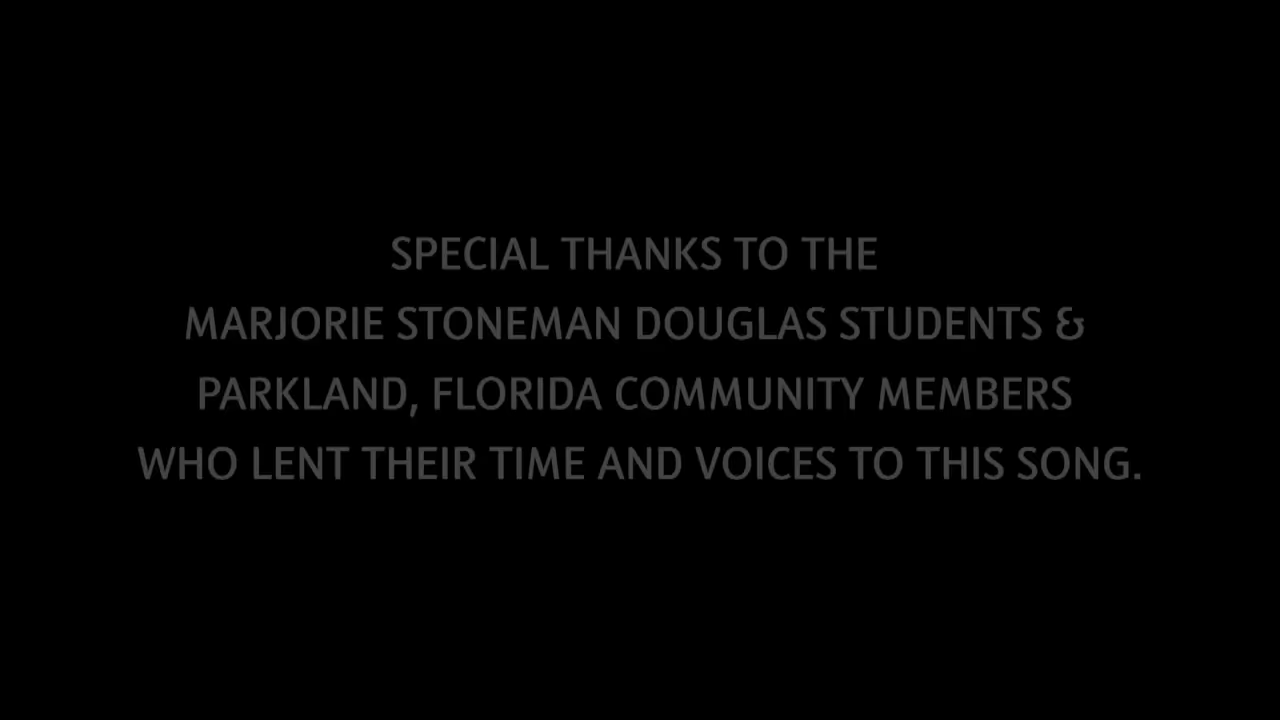 SPECIAL THANKS TO THE
MARJORIE STONEMAN DOUGLAS STUDENTS &
PARKLAND, FLORIDA COMMUNITY MEMBERS
WHO LENT THEIR TIME AND VOICES TO THIS SONG.